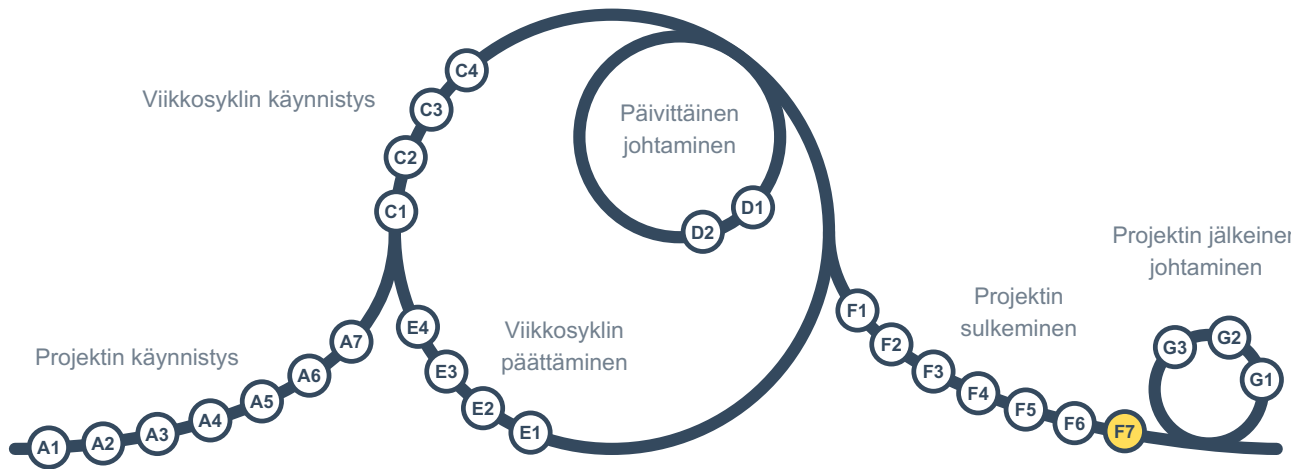 Viikkosyklin käynnistys
C4
C3
C2
C1
Päivittäinen
johtaminen
D1
D2
Projektin käynnistys
A1
A2
A3
A4
A5
A6
A7
Viikkosyklin
päättäminen
E4
E3
E2
E1
Projektin
sulkeminen
F1
F2
F3
F4
F5
F6
F7
Projektin jälkeinen
johtaminen
G3
G2
G1